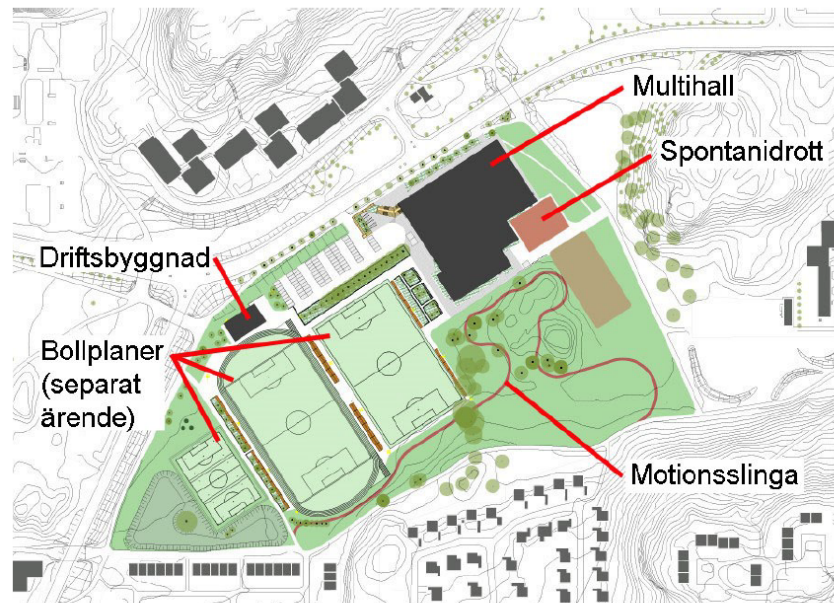 Multihall
Spontanidrott
Driftsbyggnad
Bollplaner
(separat
ärende)
Motionsslinga